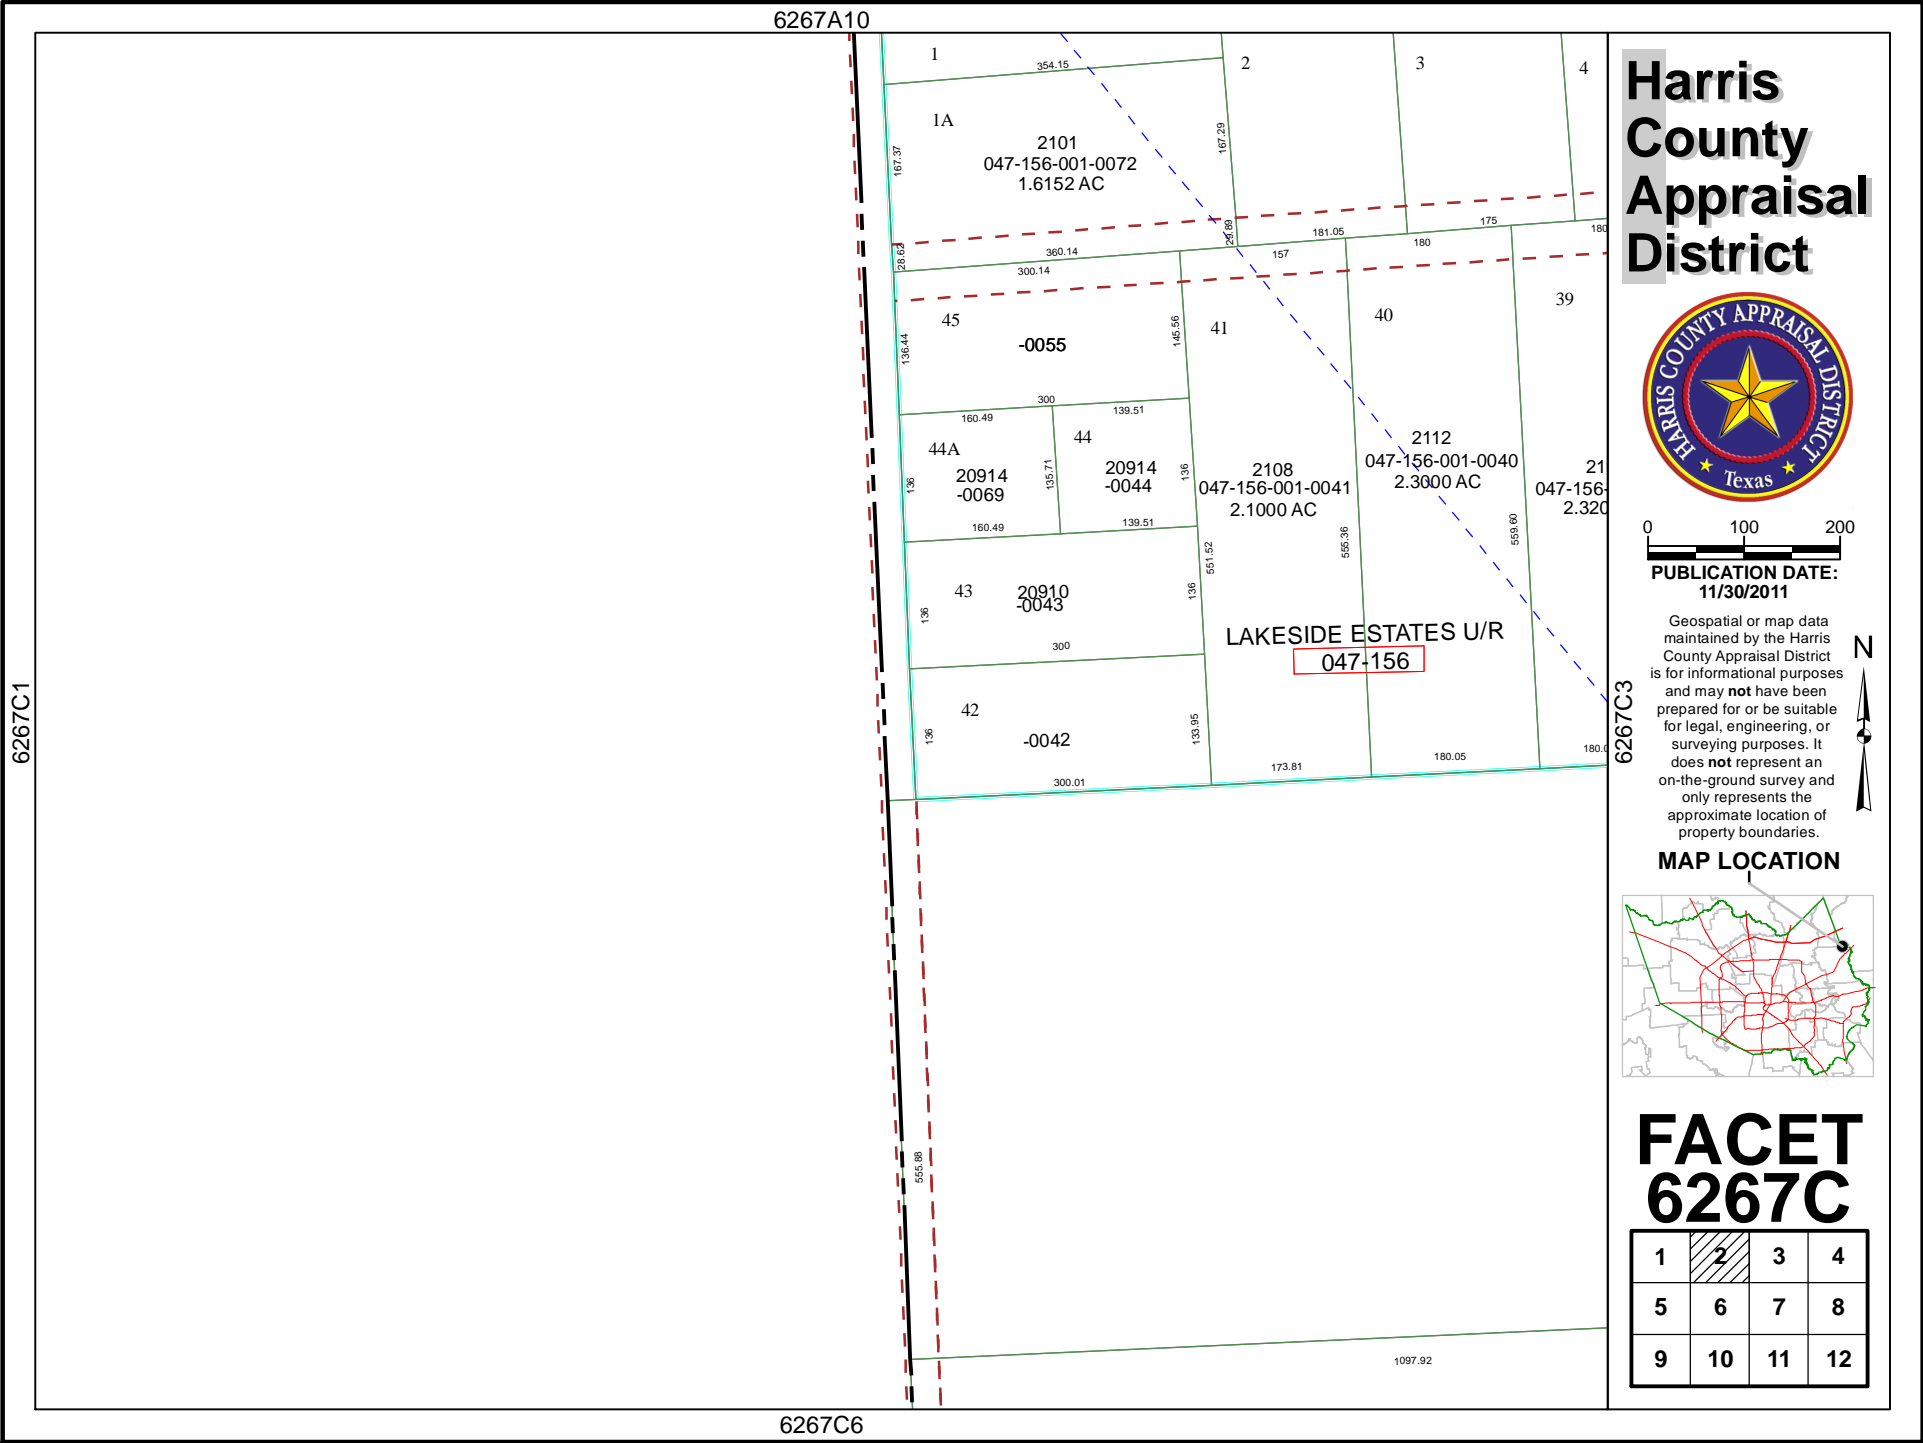 6267A10
1
354.15
2
3
4
1A
2101
047-156-001-0072
1.6152 AC
167.37
167.29
28.62
29.89
360.14
300.14
181.05
157
180
175
180
45
-0055
136.44
145.56
41
40
39
300
160.49
139.51
44A
44
20914
-0069
20914
-0044
136
135.71
136
160.49
139.51
2108
047-156-001-0041
2.1000 AC
2112
047-156-001-0040
2.3000 AC
21
047-156-
2.320
551.52
555.36
559.60
43
20910
-0043
136
136
300
LAKESIDE ESTATES U/R
047-156
42
-0042
136
133.95
300.01
173.81
180.05
180.0
555.88
1097.92
6267C1
6267C3
6267C6
Harris
County
Appraisal
District
HARRIS COUNTY APPRAISAL DISTRICT
Texas
0 100 200
PUBLICATION DATE:
11/30/2011
Geospatial or map data
maintained by the Harris
County Appraisal District
is for informational purposes
and may not have been
prepared for or be suitable
for legal, engineering, or
surveying purposes. It
does not represent an
on-the-ground survey and
only represents the
approximate location of
property boundaries.
N
MAP LOCATION
FACET
6267C
1 2 3 4
5 6 7 8
9 10 11 12